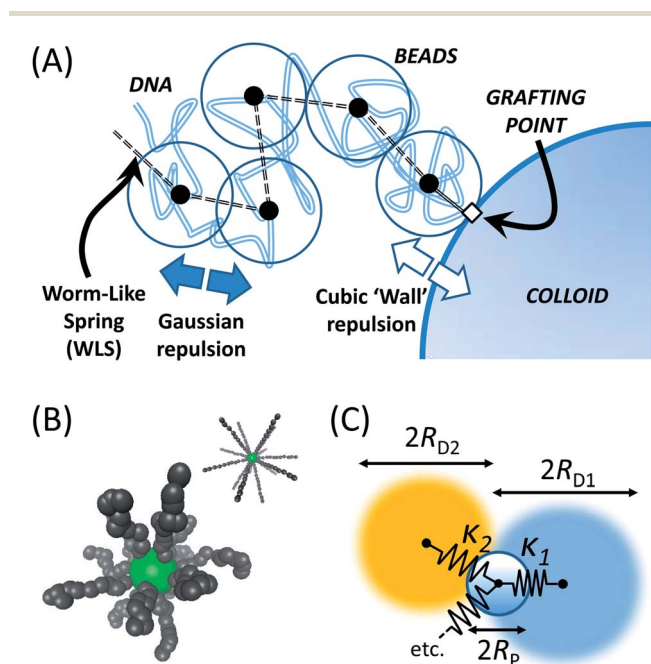 (A)
DNA
BEADS
GRAFTING
POINT
Worm-Like
Spring
(WLS)
Gaussian
repulsion
Cubic ‘Wall’
repulsion
COLLOID
(B)
(C)
2R_D2
2R_D1
κ_2
κ_1
etc.
2R_P